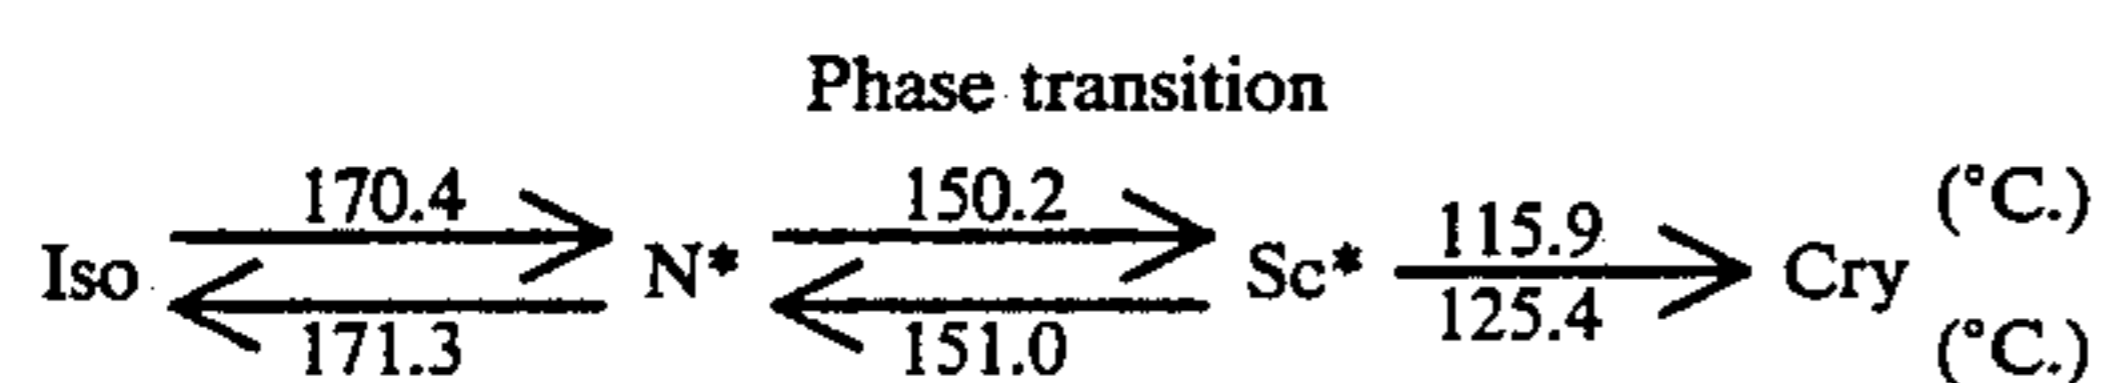 Phase transition
170.4 150.2 115.9 (°C.)
Iso N* Sc* Cry
171.3 151.0 125.4 (°C.)